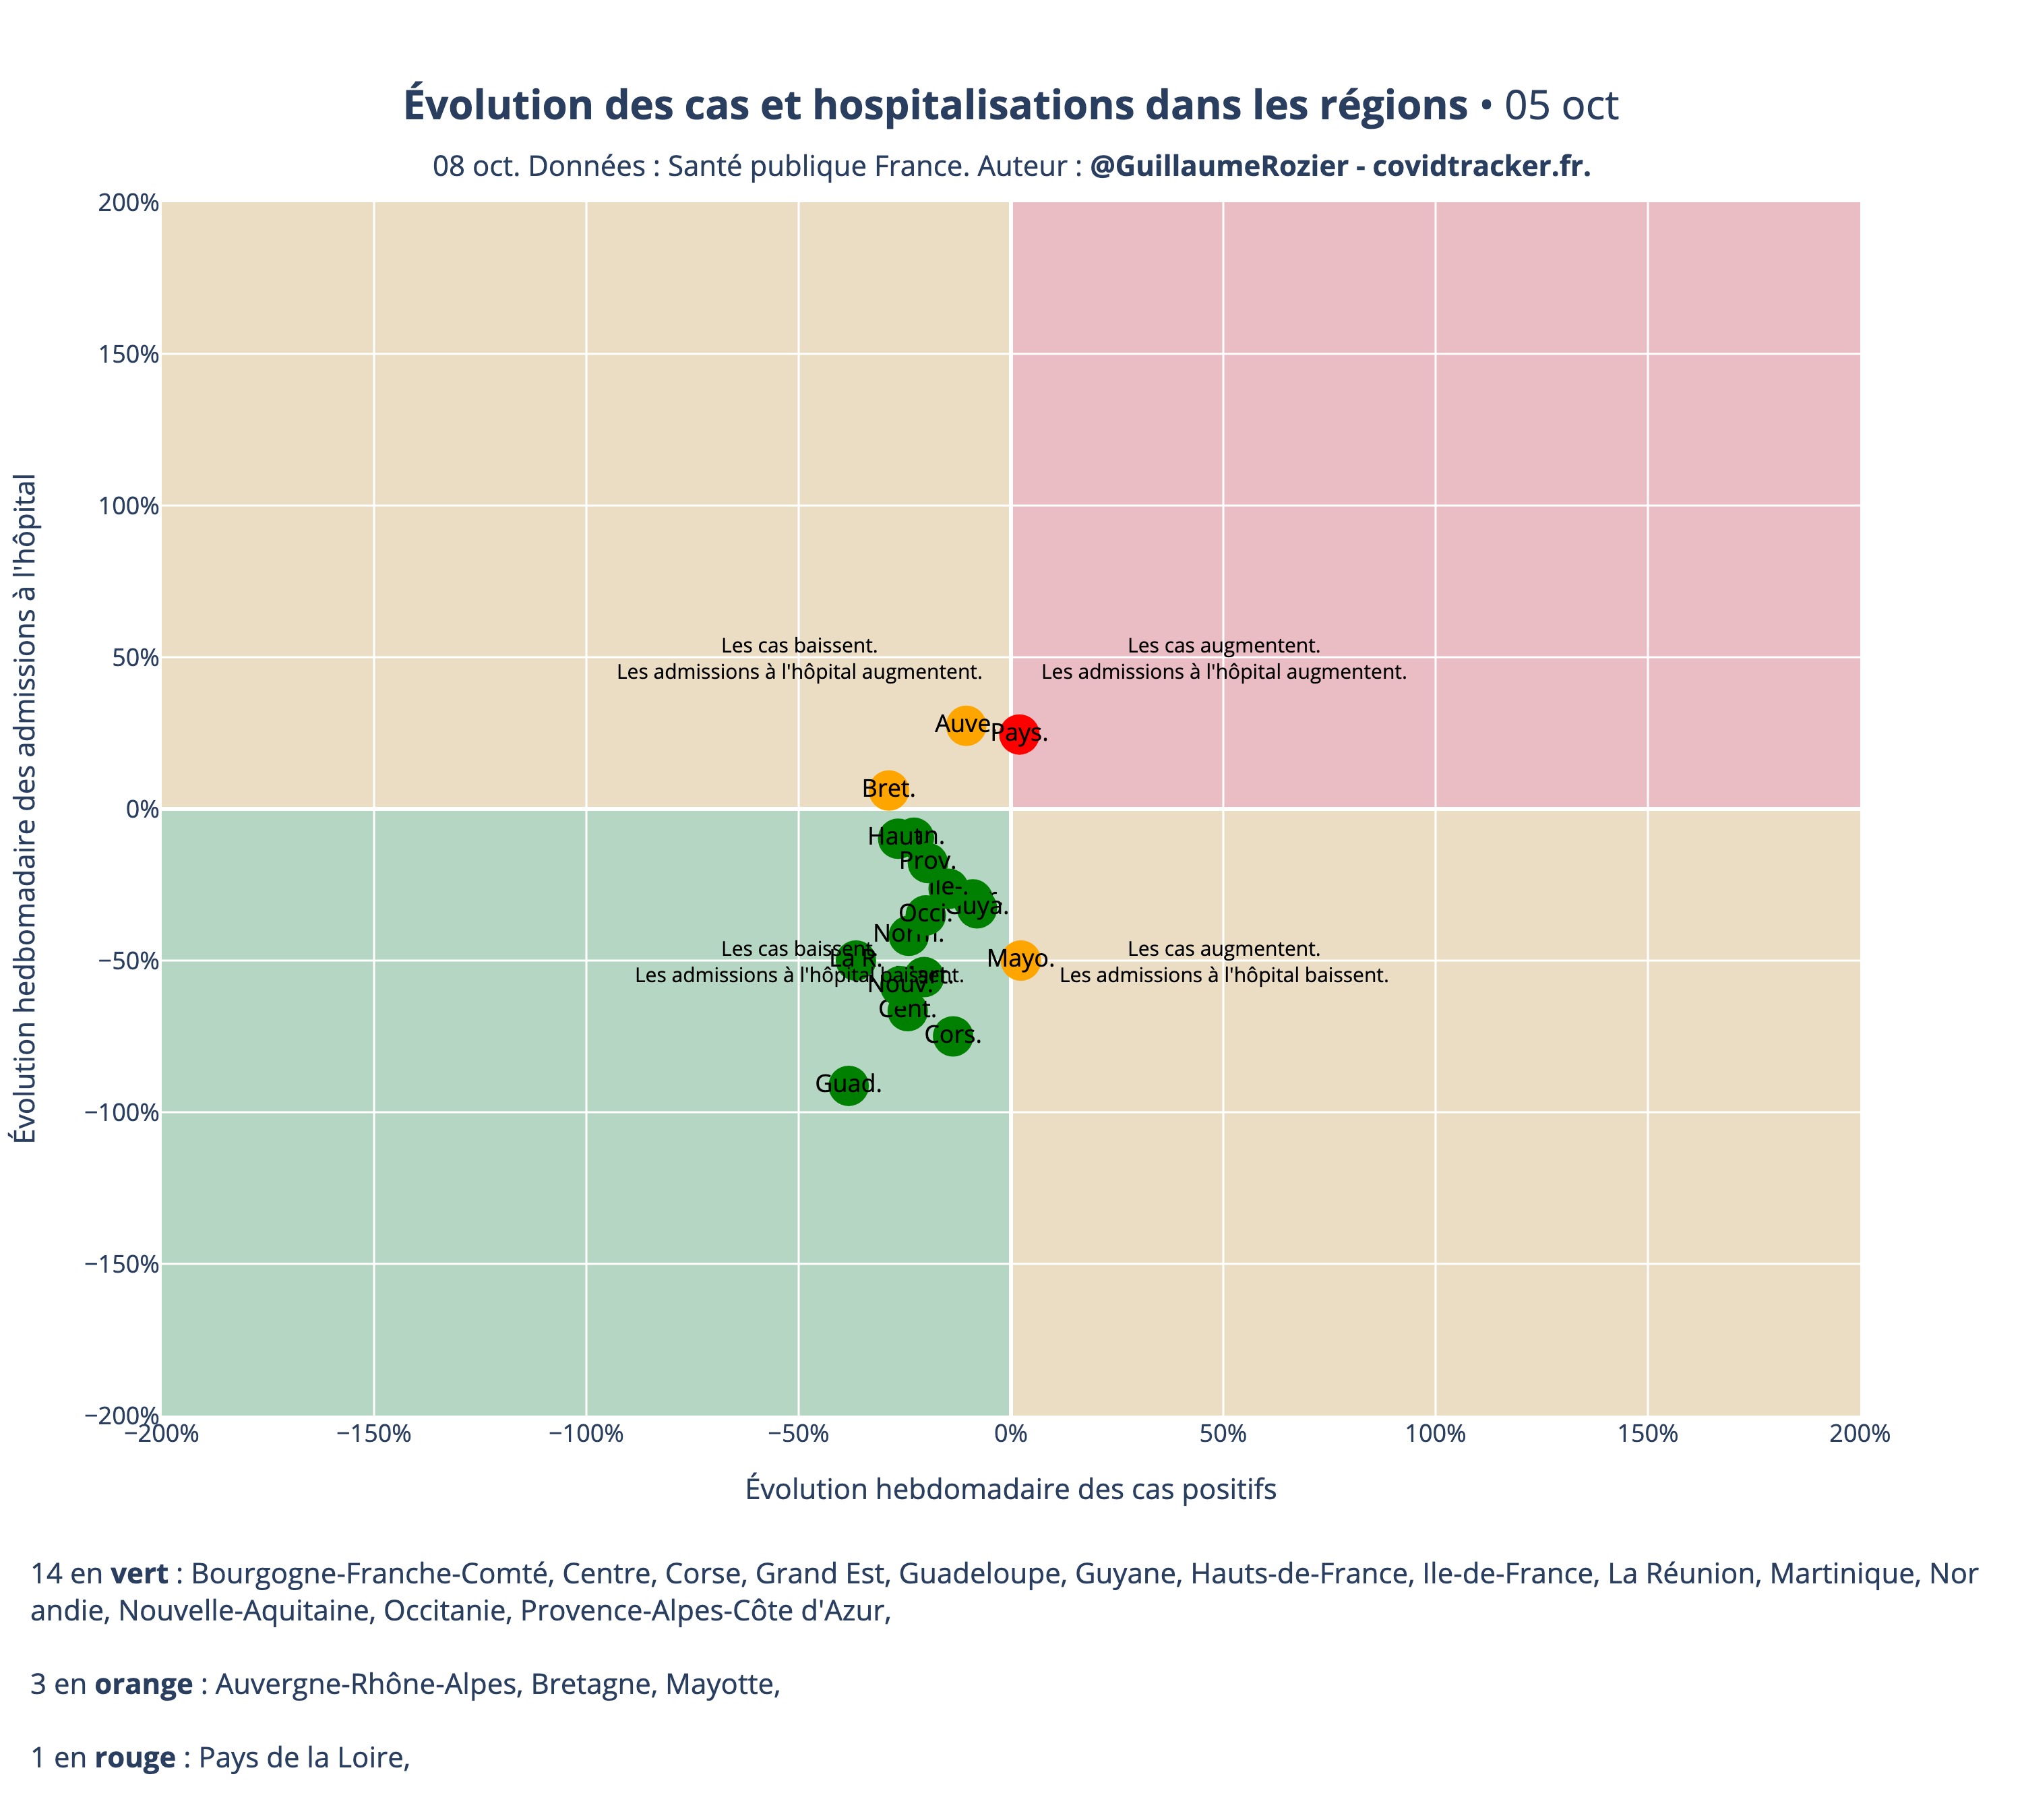 Évolution des cas et hospitalisations dans les régions • 05 oct
08 oct. Données : Santé publique France. Auteur : @GuillaumeRozier - covidtracker.fr.
Évolution hedbomadaire des admissions à l'hôpital
200%
150%
100%
50%
0%
−50%
−100%
−150%
−200%
Les cas baissent.
Les admissions à l'hôpital augmentent.
Les cas augmentent.
Les admissions à l'hôpital augmentent.
Auve.
Pays.
Bret.
Haut.
Prov.
Ile-.
Guya.
Occi.
Norm.
Les cas baissent.
Les admissions à l'hôpital baissent.
La R.
Nouv.
Cent.
Cors.
Guad.
Mayo.
Les cas augmentent.
Les admissions à l'hôpital baissent.
−200%
−150%
−100%
−50%
0%
50%
100%
150%
200%
Évolution hebdomadaire des cas positifs
14 en vert : Bourgogne-Franche-Comté, Centre, Corse, Grand Est, Guadeloupe, Guyane, Hauts-de-France, Ile-de-France, La Réunion, Martinique, Nor
andie, Nouvelle-Aquitaine, Occitanie, Provence-Alpes-Côte d'Azur,
3 en orange : Auvergne-Rhône-Alpes, Bretagne, Mayotte,
1 en rouge : Pays de la Loire,